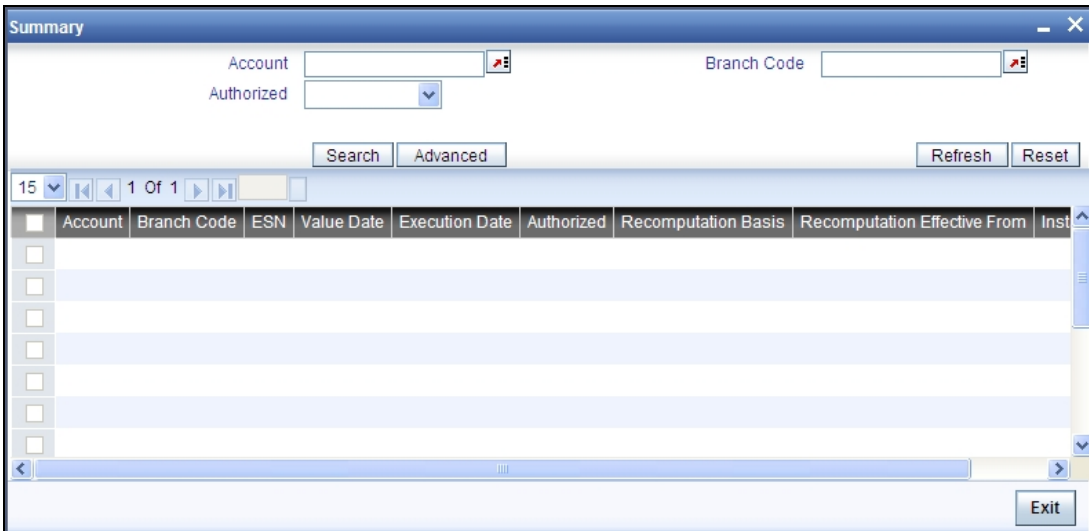 Summary
Account
Branch Code
Authorized
Search Advanced Refresh Reset
15 1 Of 1
Account Branch Code ESN Value Date Execution Date Authorized Recomputation Basis Recomputation Effective From Inst
Exit